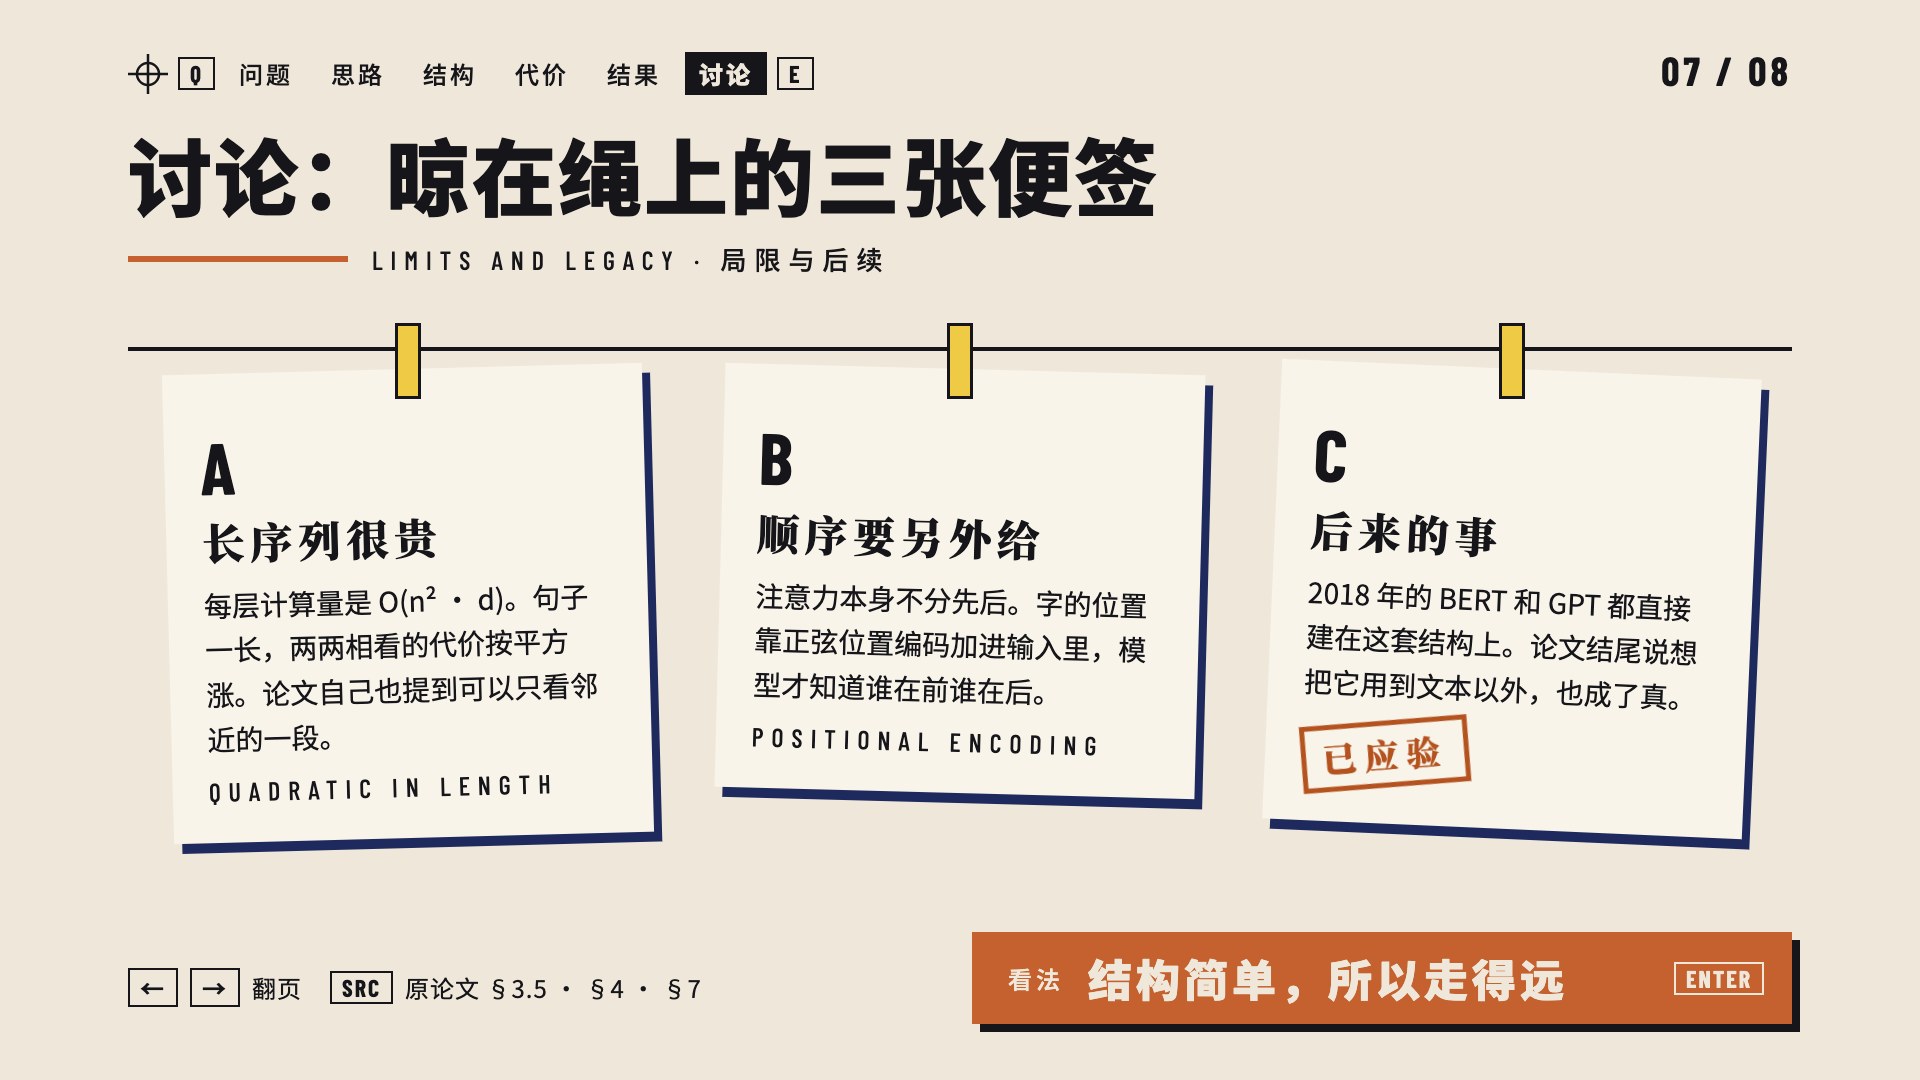 Q 问题 思路 结构 代价 结果 讨论 E
07 / 08
讨论：晾在绳上的三张便签
LIMITS AND LEGACY · 局限与后续
A
长序列很贵
每层计算量是 O(n² · d)。句子
一长，两两相看的代价按平方
涨。论文自己也提到可以只看邻
近的一段。
QUADRATIC IN LENGTH
B
顺序要另外给
注意力本身不分先后。字的位置
靠正弦位置编码加进输入里，模
型才知道谁在前谁在后。
POSITIONAL ENCODING
C
后来的事
2018 年的 BERT 和 GPT 都直接
建在这套结构上。论文结尾说想
把它用到文本以外，也成了真。
已应验
← → 翻页 SRC 原论文 §3.5 · §4 · §7
看法 结构简单，所以走得远 ENTER